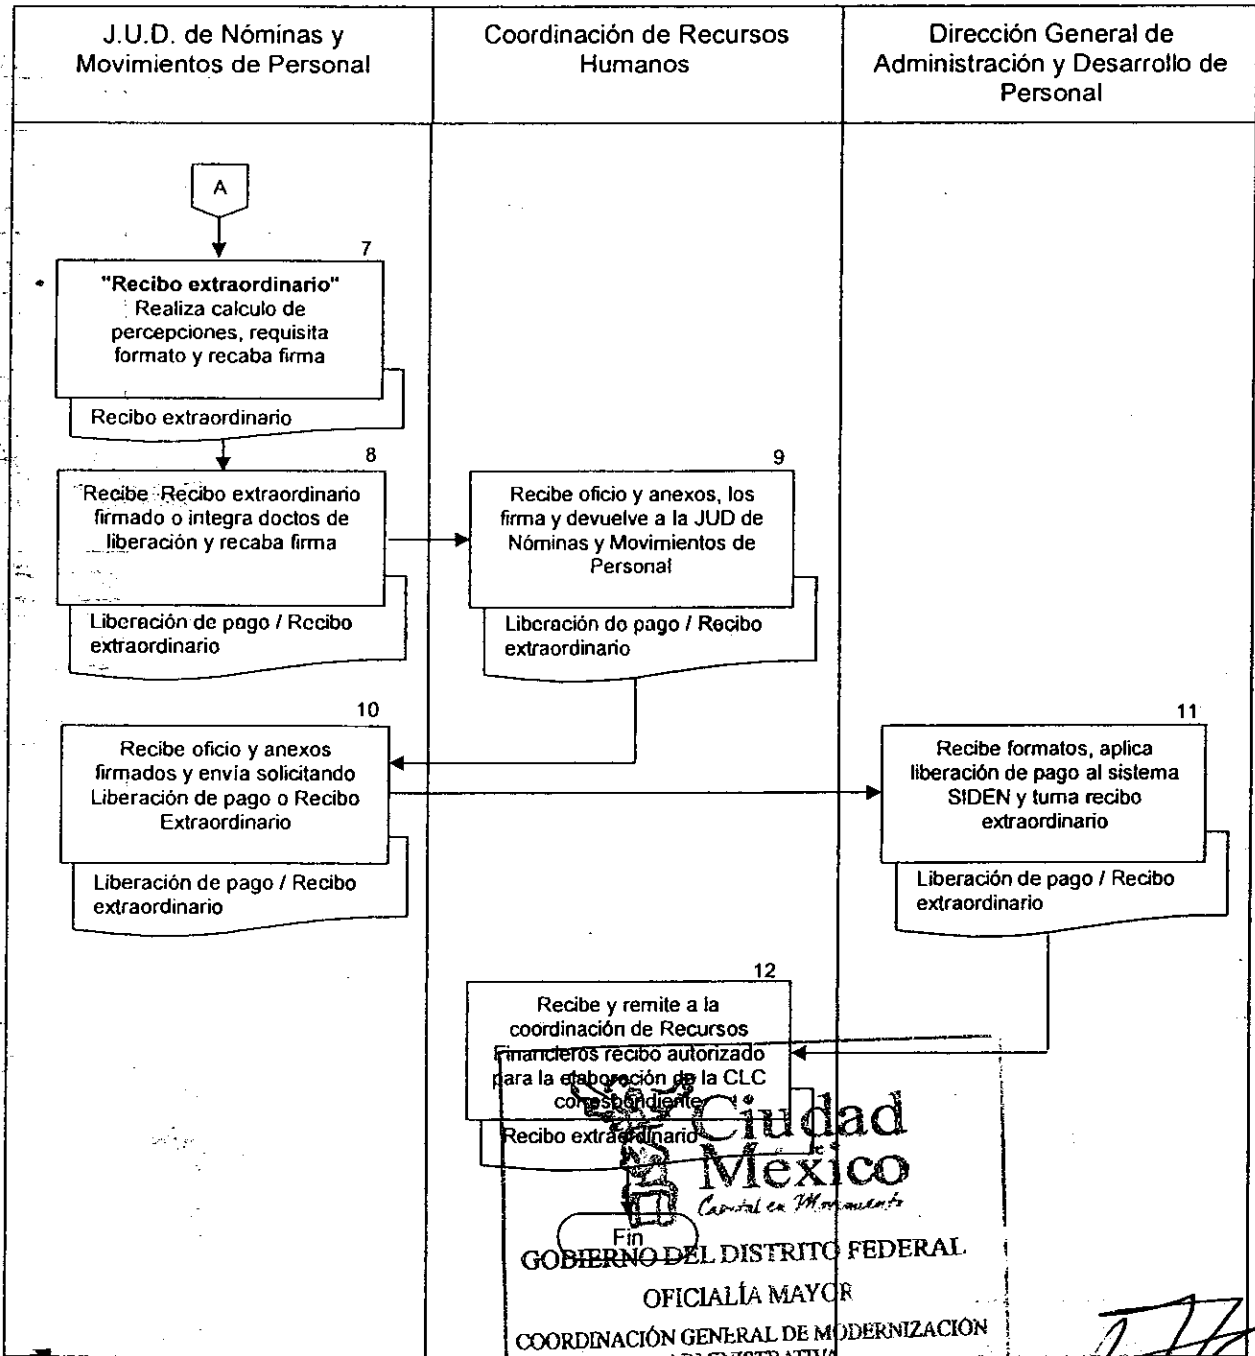 J.U.D. de Nóminas y
Movimientos de Personal
Coordinación de Recursos
Humanos
Dirección General de
Administración y Desarrollo de
Personal
A
7
"Recibo extraordinario"
Realiza calculo de
percepciones, requisita
formato y recaba firma
Recibo extraordinario
8
Recibe Recibo extraordinario
firmado o integra doctos de
liberación y recaba firma
Liberación de pago / Recibo
extraordinario
9
Recibe oficio y anexos, los
firma y devuelve a la JUD de
Nóminas y Movimientos de
Personal
Liberación de pago / Recibo
extraordinario
10
Recibe oficio y anexos
firmados y envía solicitando
Liberación de pago o Recibo
Extraordinario
Liberación de pago / Recibo
extraordinario
11
Recibe formatos, aplica
liberación de pago al sistema
SIDEN y turna recibo
extraordinario
Liberación de pago / Recibo
extraordinario
12
Recibe y remite a la
coordinación de Recursos
Financieros recibo autorizado
para la elaboración de la CLC
correspondiente
Recibo extraordinario
Fin
Ciudad
México
Capital en Movimiento
GOBIERNO DEL DISTRITO FEDERAL
OFICIALÍA MAYOR
COORDINACIÓN GENERAL DE MODERNIZACIÓN
ADMINISTRATIVA